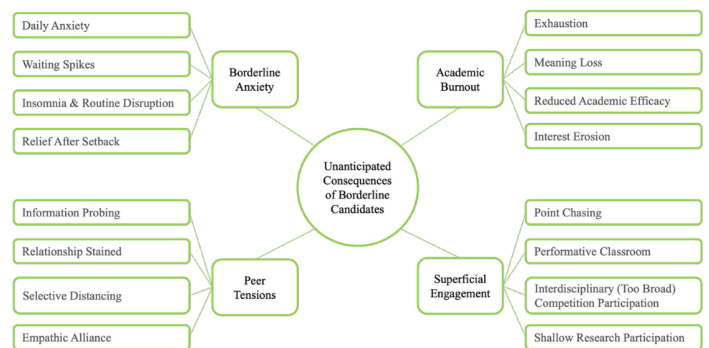 Daily Anxiety
Waiting Spikes
Insomnia & Routine Disruption
Relief After Setback
Borderline
Anxiety
Exhaustion
Meaning Loss
Reduced Academic Efficacy
Interest Erosion
Academic
Burnout
Unanticipated
Consequences
of Borderline
Candidates
Information Probing
Relationship Stained
Selective Distancing
Empathic Alliance
Peer
Tensions
Point Chasing
Performative Classroom
Interdisciplinary (Too Broad)
Competition Participation
Shallow Research Participation
Superficial
Engagement